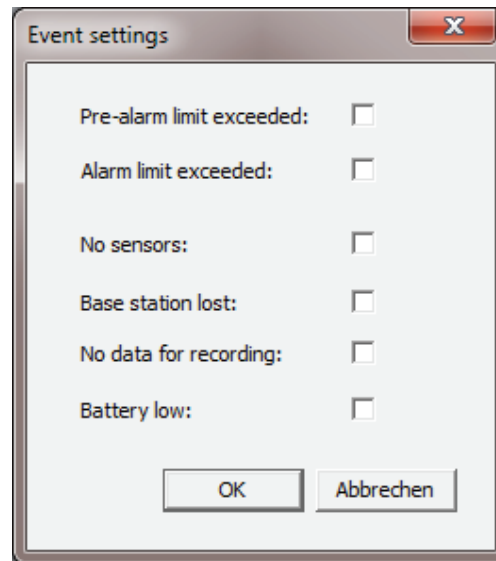 Event settings
Pre-alarm limit exceeded:
Alarm limit exceeded:
No sensors:
Base station lost:
No data for recording:
Battery low:
OK Abbrechen